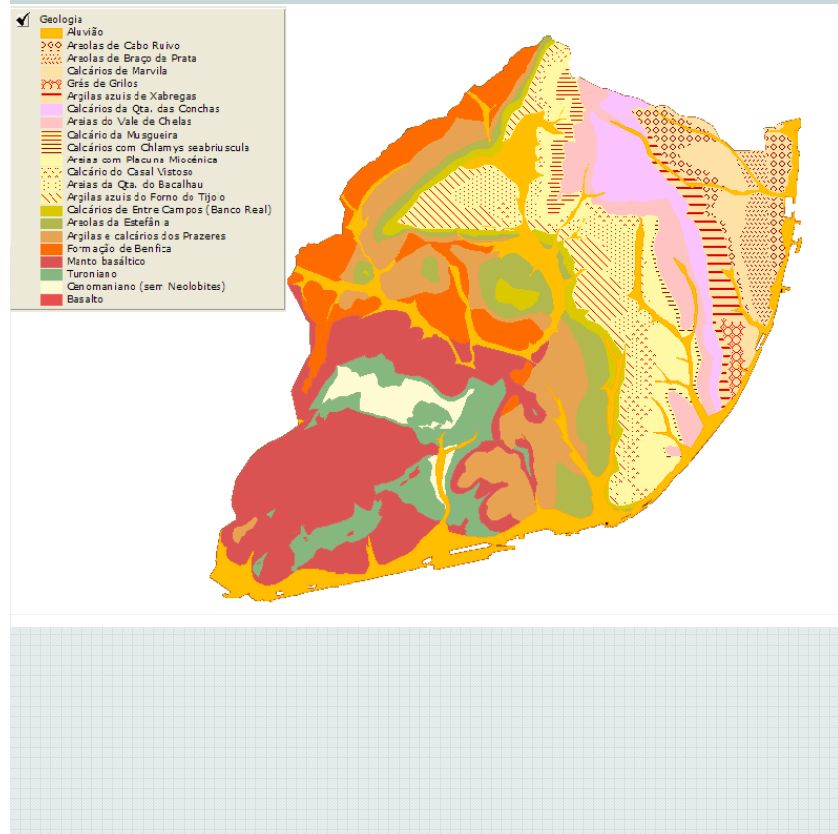 Geologia
Aluvião
Areolas de Cabo Ruivo
Areolas de Braço de Prata
Calcários de Marvila
Grés de Grilos
Argilas azuis de Xabregas
Calcários da Qta. das Conchas
Areias do Vale de Chelas
Calcário da Musgueira
Calcários com Chlamys scabriuscula
Areias com Placuna Miocénica
Calcário do Casal Vistoso
Areias da Qta. do Bacalhau
Argilas azuis do Forno do Tijolo
Calcários de Entre Campos (Banco Real)
Areolas da Estefânia
Argilas e calcários dos Prazeres
Formação de Benfica
Manto basáltico
Turoniano
Cenomaniano (sem Neolobites)
Basalto